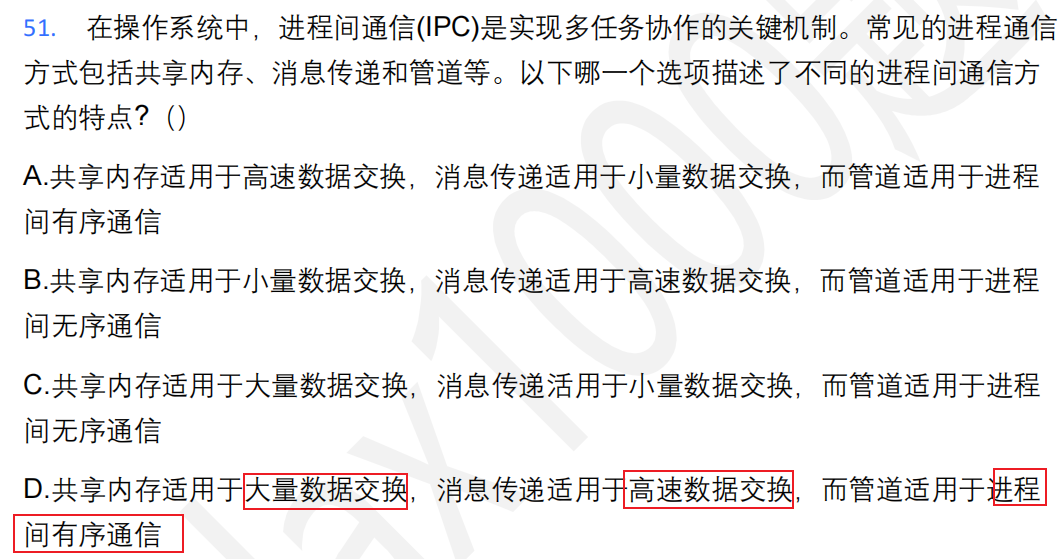 51. 在操作系统中，进程间通信(IPC)是实现多任务协作的关键机制。常见的进程通信
方式包括共享内存、消息传递和管道等。以下哪一个选项描述了不同的进程间通信方
式的特点?（）
A.共享内存适用于高速数据交换，消息传递适用于小量数据交换，而管道适用于进程
间有序通信
B.共享内存适用于小量数据交换，消息传递适用于高速数据交换，而管道适用于进程
间无序通信
C.共享内存适用于大量数据交换，消息传递活用于小量数据交换，而管道适用于进程
间无序通信
D.共享内存适用于大量数据交换，消息传递适用于高速数据交换，而管道适用于进程
间有序通信